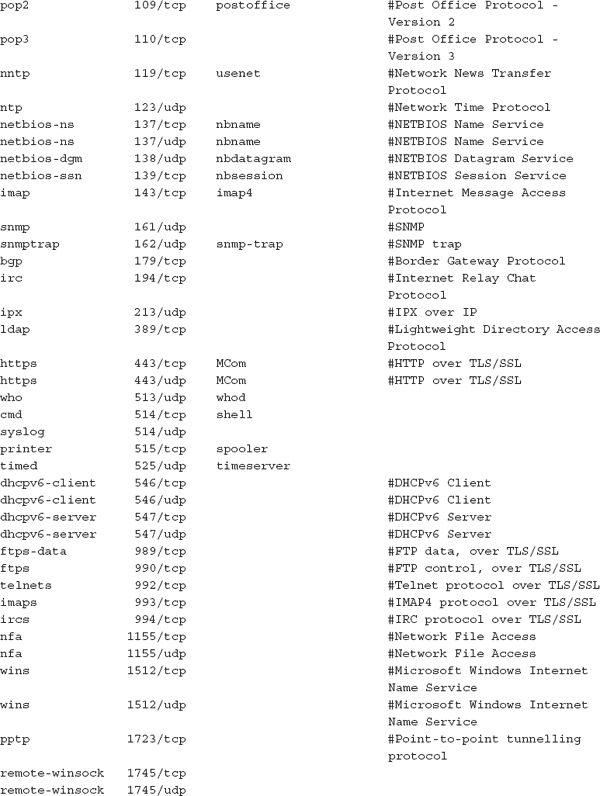 pop2 109/tcp postoffice #Post Office Protocol -
Version 2
pop3 110/tcp #Post Office Protocol -
Version 3
nntp 119/tcp usenet #Network News Transfer
Protocol
ntp 123/udp #Network Time Protocol
netbios-ns 137/tcp nbname #NETBIOS Name Service
netbios-ns 137/udp nbname #NETBIOS Name Service
netbios-dgm 138/udp nbdatagram #NETBIOS Datagram Service
netbios-ssn 139/tcp nbsession #NETBIOS Session Service
imap 143/tcp imap4 #Internet Message Access
Protocol
snmp 161/udp #SNMP
snmptrap 162/udp snmp-trap #SNMP trap
bgp 179/tcp #Border Gateway Protocol
irc 194/tcp #Internet Relay Chat
Protocol
ipx 213/udp #IPX over IP
ldap 389/tcp #Lightweight Directory Access
Protocol
https 443/tcp MCom #HTTP over TLS/SSL
https 443/udp MCom #HTTP over TLS/SSL
who 513/udp whod
cmd 514/tcp shell
syslog 514/udp
printer 515/tcp spooler
timed 525/udp timeserver
dhcpv6-client 546/tcp #DHCPv6 Client
dhcpv6-client 546/udp #DHCPv6 Client
dhcpv6-server 547/tcp #DHCPv6 Server
dhcpv6-server 547/udp #DHCPv6 Server
ftps-data 989/tcp #FTP data, over TLS/SSL
ftps 990/tcp #FTP control, over TLS/SSL
telnets 992/tcp #Telnet protocol over TLS/SSL
imaps 993/tcp #IMAP4 protocol over TLS/SSL
ircs 994/tcp #IRC protocol over TLS/SSL
nfa 1155/tcp #Network File Access
nfa 1155/udp #Network File Access
wins 1512/tcp #Microsoft Windows Internet
Name Service
wins 1512/udp #Microsoft Windows Internet
Name Service
pptp 1723/tcp #Point-to-point tunnelling
protocol
remote-winsock 1745/tcp
remote-winsock 1745/udp